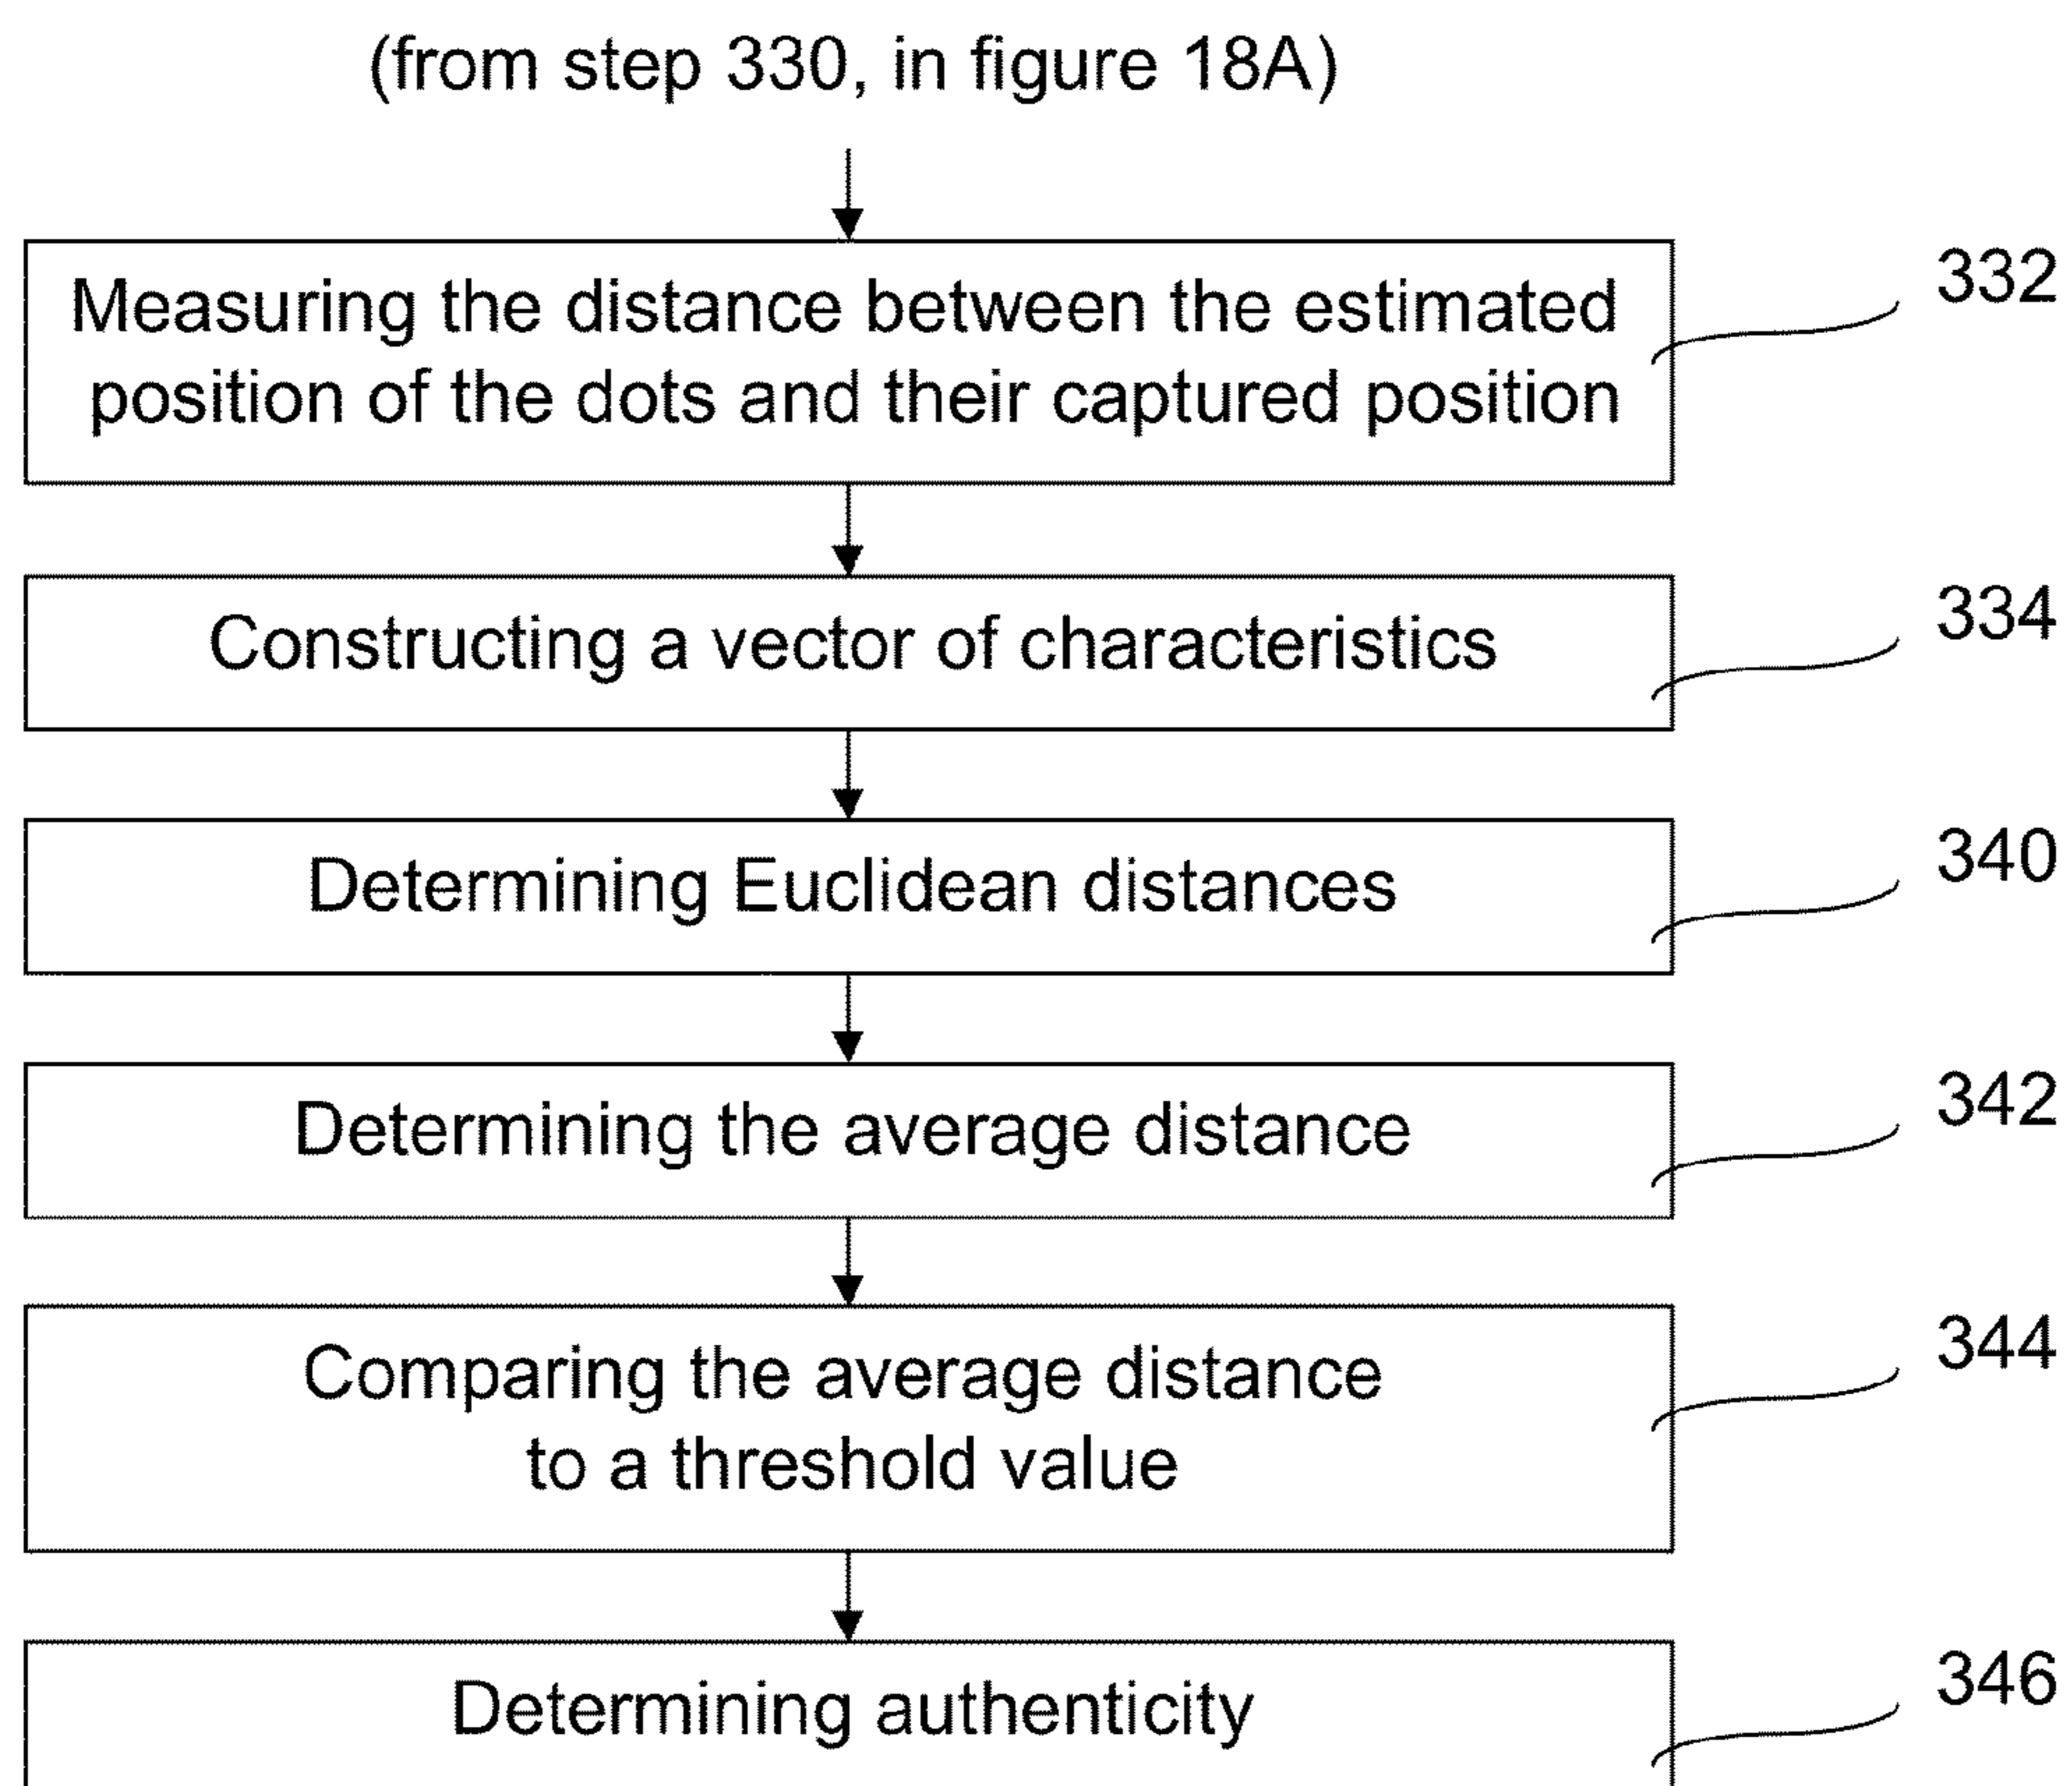 (from step 330, in figure 18A)
Measuring the distance between the estimated
position of the dots and their captured position
332
Constructing a vector of characteristics
334
Determining Euclidean distances
340
Determining the average distance
342
Comparing the average distance
to a threshold value
344
Determining authenticity
346